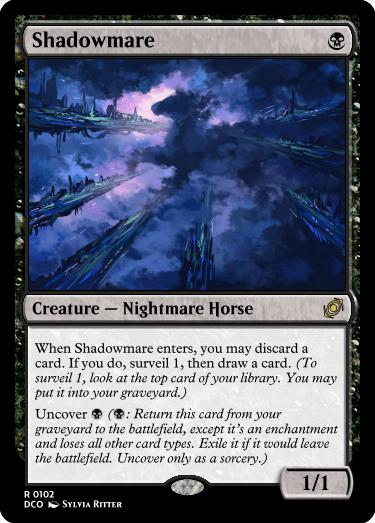 Shadowmare
Creature — Nightmare Horse
When Shadowmare enters, you may discard a
card. If you do, surveil 1, then draw a card. (To
surveil 1, look at the top card of your library. You may
put it into your graveyard.)
Uncover (: Return this card from your
graveyard to the battlefield, except it's an enchantment
and loses all other card types. Exile it if it would leave
the battlefield. Uncover only as a sorcery.)
1/1
R 0102
DCO SYLVIA RITTER